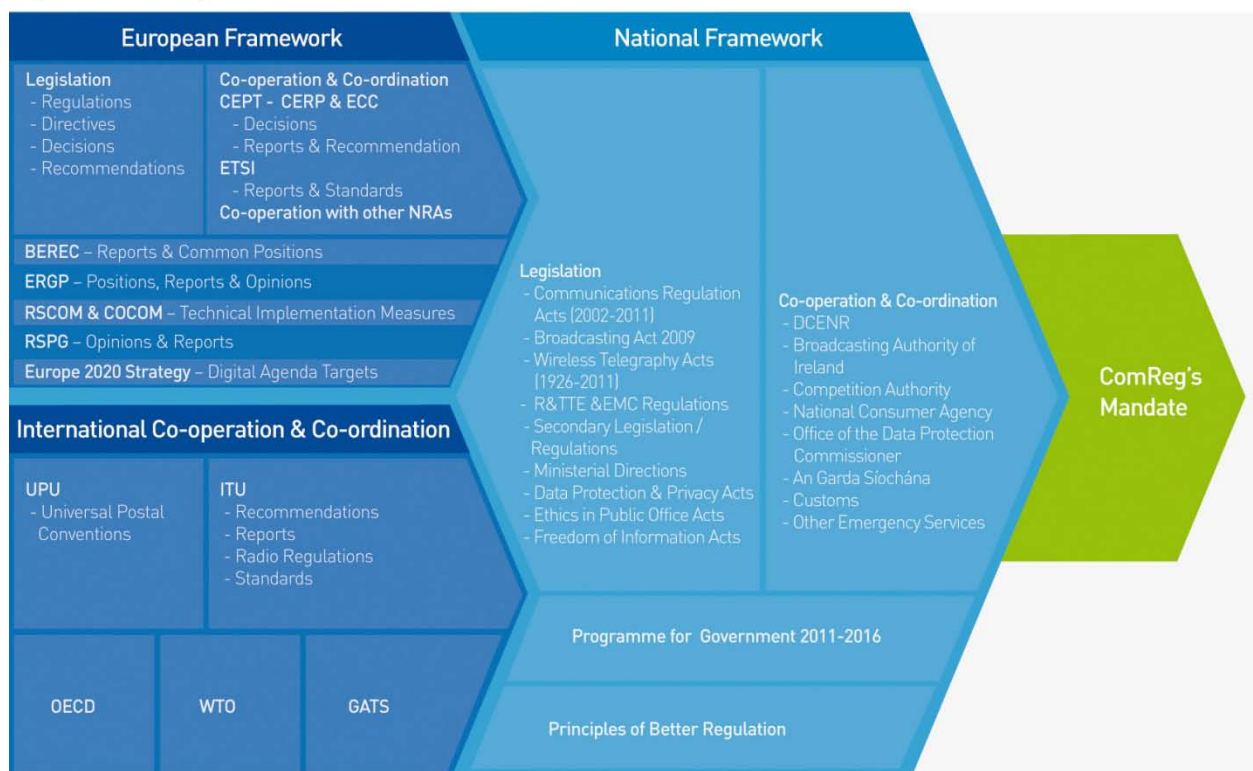 European Framework
Legislation
- Regulations
- Directives
- Decisions
- Recommendations
Co-operation & Co-ordination
CEPT - CERP & ECC
- Decisions
- Reports & Recommendation
ETSI
- Reports & Standards
Co-operation with other NRAs
BEREC – Reports & Common Positions
ERGP – Positions, Reports & Opinions
RSCOM & COCOM – Technical Implementation Measures
RSPG – Opinions & Reports
Europe 2020 Strategy – Digital Agenda Targets
International Co-operation & Co-ordination
UPU
- Universal Postal
Conventions
ITU
- Recommendations
- Reports
- Radio Regulations
- Standards
OECD
WTO
GATS
National Framework
Legislation
- Communications Regulation
Acts (2002-2011)
- Broadcasting Act 2009
- Wireless Telegraphy Acts
(1926-2011)
- R&TTE &EMC Regulations
- Secondary Legislation /
Regulations
- Ministerial Directions
- Data Protection & Privacy Acts
- Ethics in Public Office Acts
- Freedom of Information Acts
Co-operation & Co-ordination
- DCENR
- Broadcasting Authority of
Ireland
- Competition Authority
- National Consumer Agency
- Office of the Data Protection
Commissioner
- An Garda Síochána
- Customs
- Other Emergency Services
Programme for Government 2011-2016
Principles of Better Regulation
ComReg's
Mandate